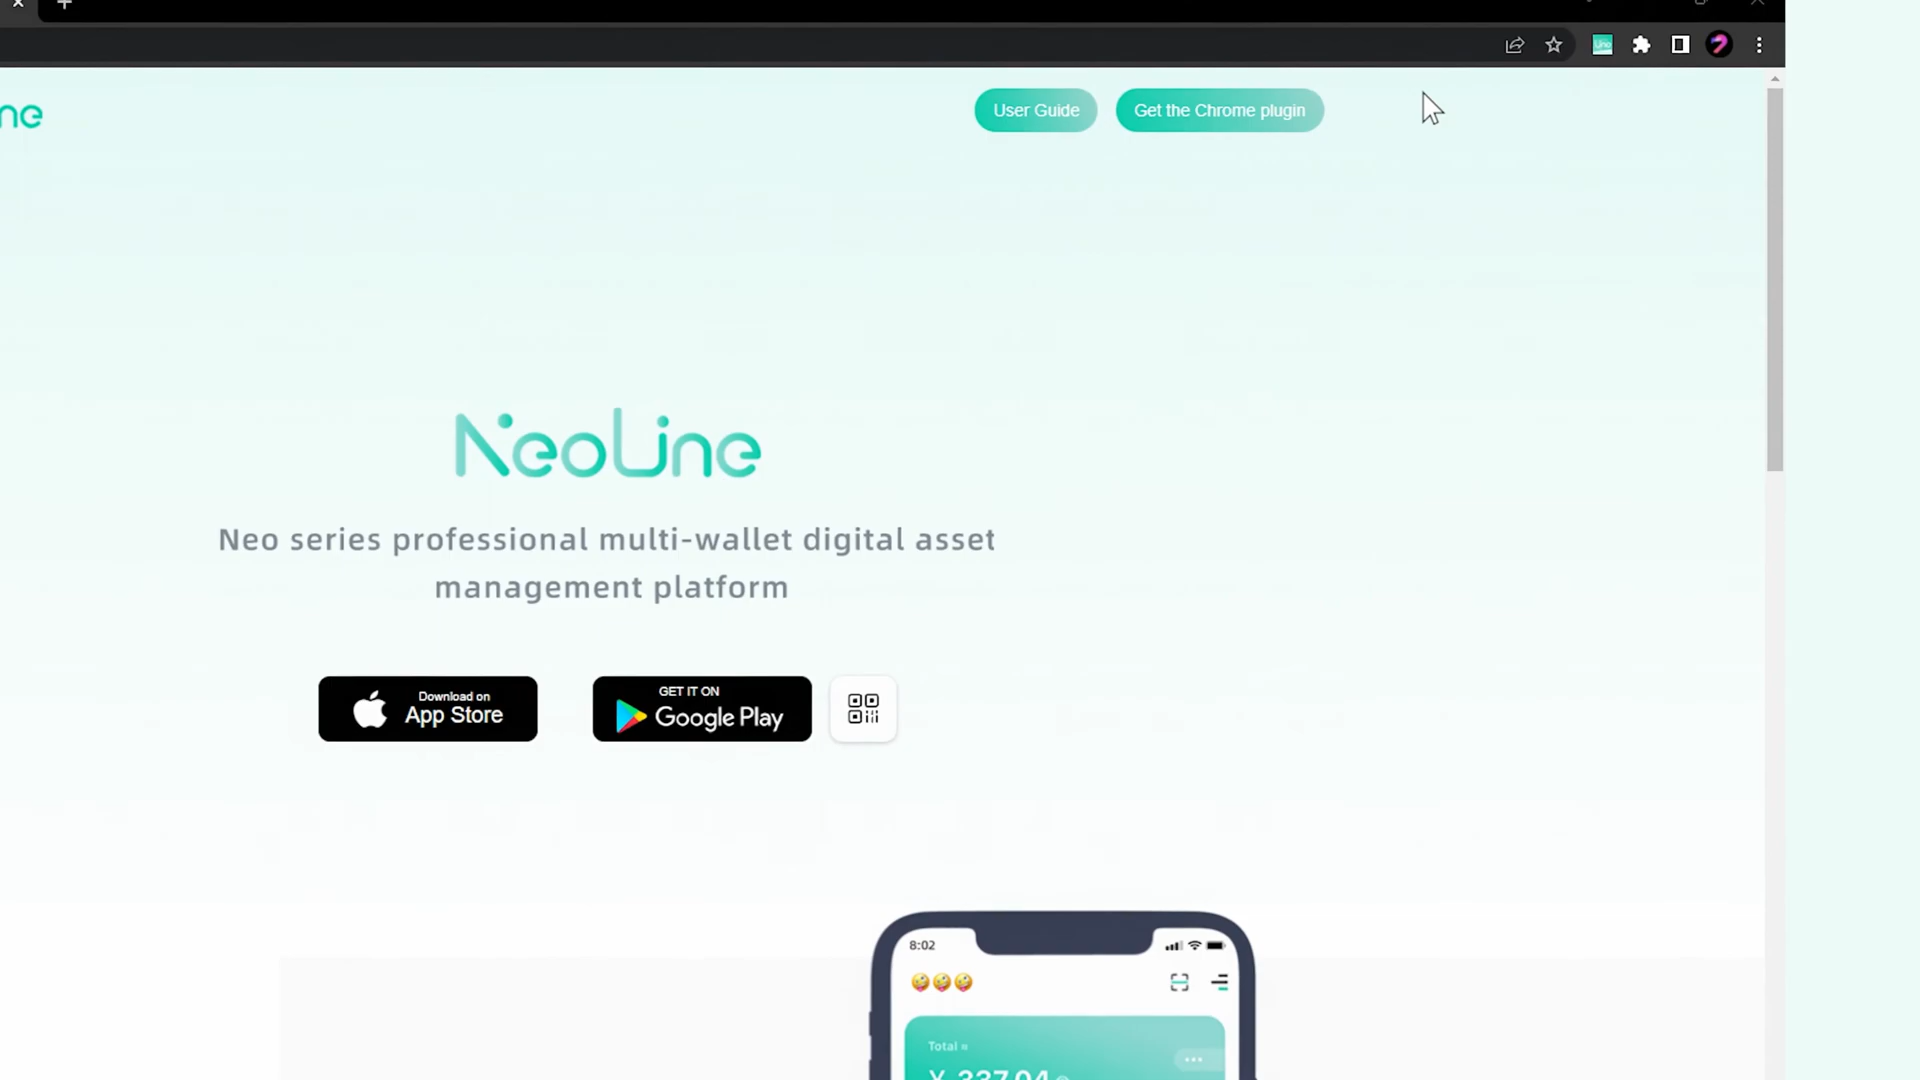 ne
User Guide
Get the Chrome plugin
NeoLine
Neo series professional multi-wallet digital asset
management platform
Download on
App Store
GET IT ON
Google Play
8:02
Total ≈